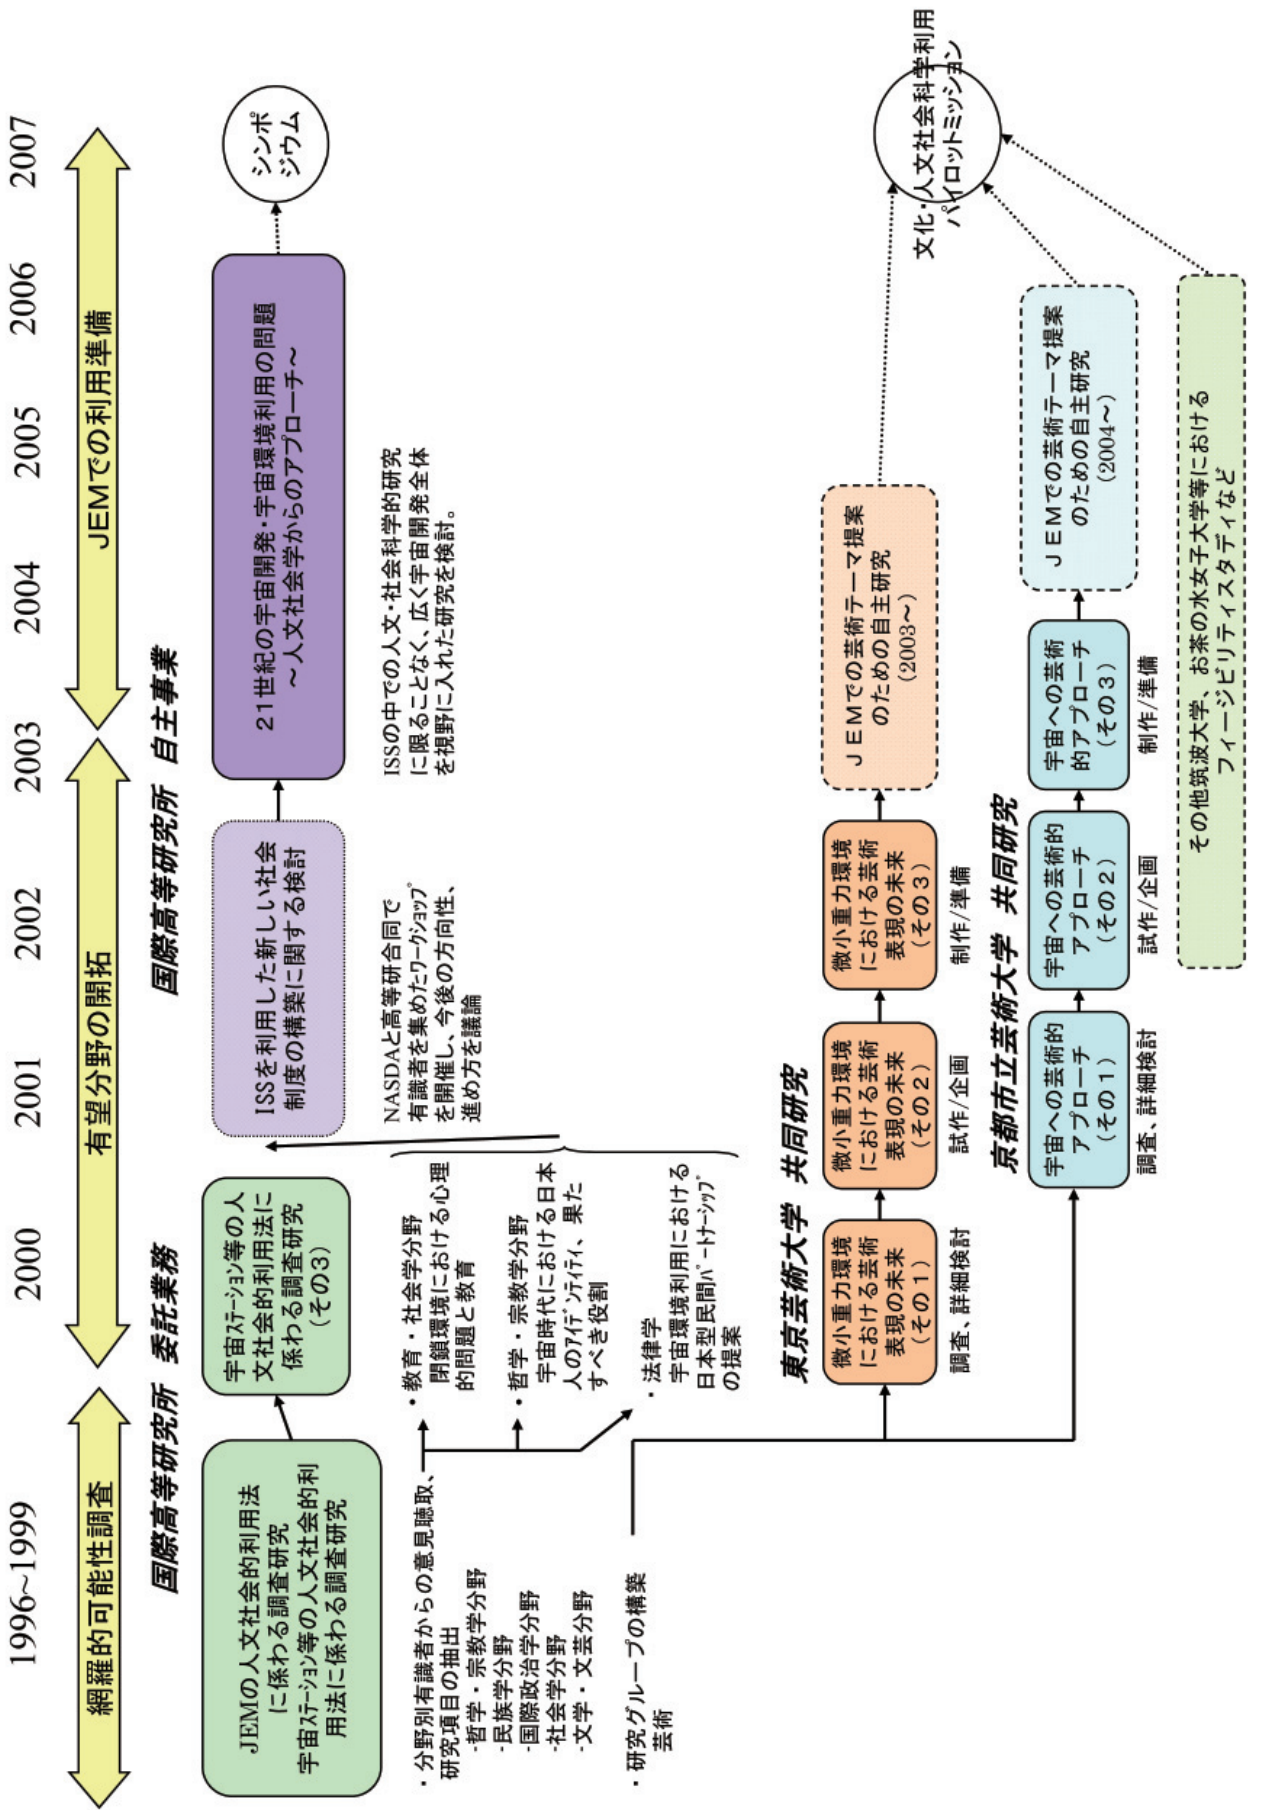 1996~1999
2000
2001
2002
2003
2004
2005
2006
2007
網羅的可能性調査
有望分野の開拓
JEMでの利用準備
国際高等研究所 委託業務
国際高等研究所 自主事業
JEMの人文社会的利用法
に係わる調査研究
宇宙ｽﾃｰｼｮﾝ等の人文社会的利
用法に係わる調査研究
宇宙ｽﾃｰｼｮﾝ等の人
文社会的利用法に
係わる調査研究
(その3)
ISSを利用した新しい社会
制度の構築に関する検討
21世紀の宇宙開発・宇宙環境利用の問題
～人文社会学からのアプローチ～
シンポ
ジウム
・分野別有識者からの意見聴取、
研究項目の抽出
-哲学・宗教学分野
-民族学分野
-国際政治学分野
-社会学分野
-文学・文芸分野
・研究グループの構築
芸術
・教育・社会学分野
閉鎖環境における心理
的問題と教育
・哲学・宗教学分野
宇宙時代における日本
人のｱｲﾃﾞﾝﾃｨﾃｨ、果た
すべき役割
・法律学
宇宙環境利用における
日本型民間ﾊﾟｰﾄﾅｰｼｯﾌﾟ
の提案
NASDAと高等研合同で
有識者を集めたﾜｰｸｼｮｯﾌﾟ
を開催し、今後の方向性、
進め方を議論
ISSの中での人文・社会科学的研究
に限ることなく、広く宇宙開発全体
を視野に入れた研究を検討。
東京芸術大学 共同研究
微小重力環境
における芸術
表現の未来
(その1)
調査、詳細検討
微小重力環境
における芸術
表現の未来
(その2)
試作/企画
微小重力環境
における芸術
表現の未来
(その3)
制作/準備
JEMでの芸術テーマ提案
のための自主研究
(2003～)
文化・人文社会科学利用
パイロットミッション
京都市立芸術大学 共同研究
宇宙への芸術的
アプローチ
(その1)
調査、詳細検討
宇宙への芸術的
アプローチ
(その2)
試作/企画
宇宙への芸術
的アプローチ
(その3)
制作/準備
JEMでの芸術テーマ提案
のための自主研究
(2004～)
その他筑波大学、お茶の水女子大学等における
フィージビリティスタディなど